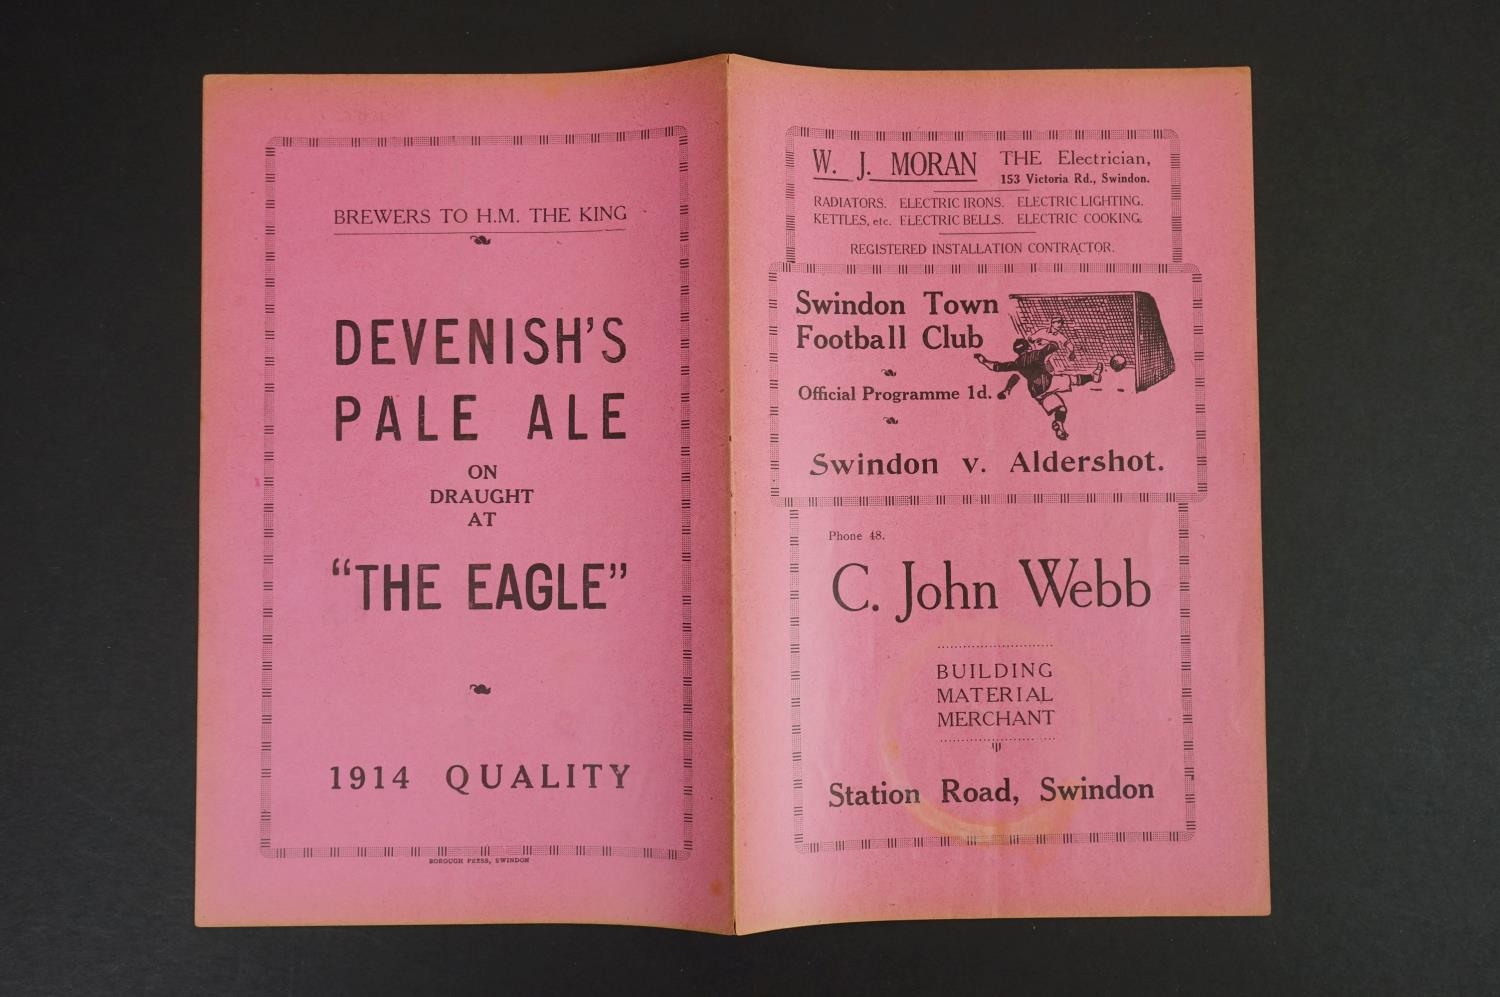 BREWERS TO H.M. THE KING
DEVENISH'S
PALE ALE
ON
DRAUGHT
AT
"THE EAGLE"
1914 QUALITY
BOROUGH PRESS, SWINDON
W. J. MORAN THE Electrician,
153 Victoria Rd., Swindon.
RADIATORS. ELECTRIC IRONS. ELECTRIC LIGHTING.
KETTLES, etc. ELECTRIC BELLS. ELECTRIC COOKING.
REGISTERED INSTALLATION CONTRACTOR.
Swindon Town
Football Club
Official Programme 1d.
Swindon v. Aldershot.
Phone 48.
C. John Webb
BUILDING
MATERIAL
MERCHANT
Station Road, Swindon